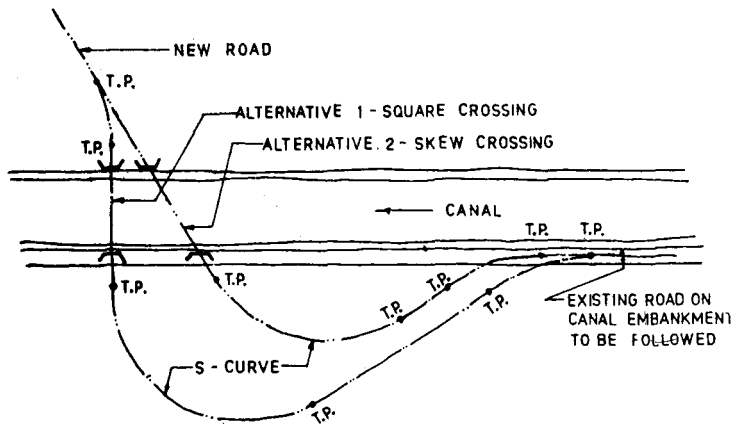 NEW ROAD
T.P.
ALTERNATIVE 1 - SQUARE CROSSING
T.P.
ALTERNATIVE. 2 - SKEW CROSSING
CANAL
T.P. T.P.
T.P.
T.P.
T.P.
T.P.
T.P.
EXISTING ROAD ON
CANAL EMBANKMENT
TO BE FOLLOWED
S - CURVE
T.P.